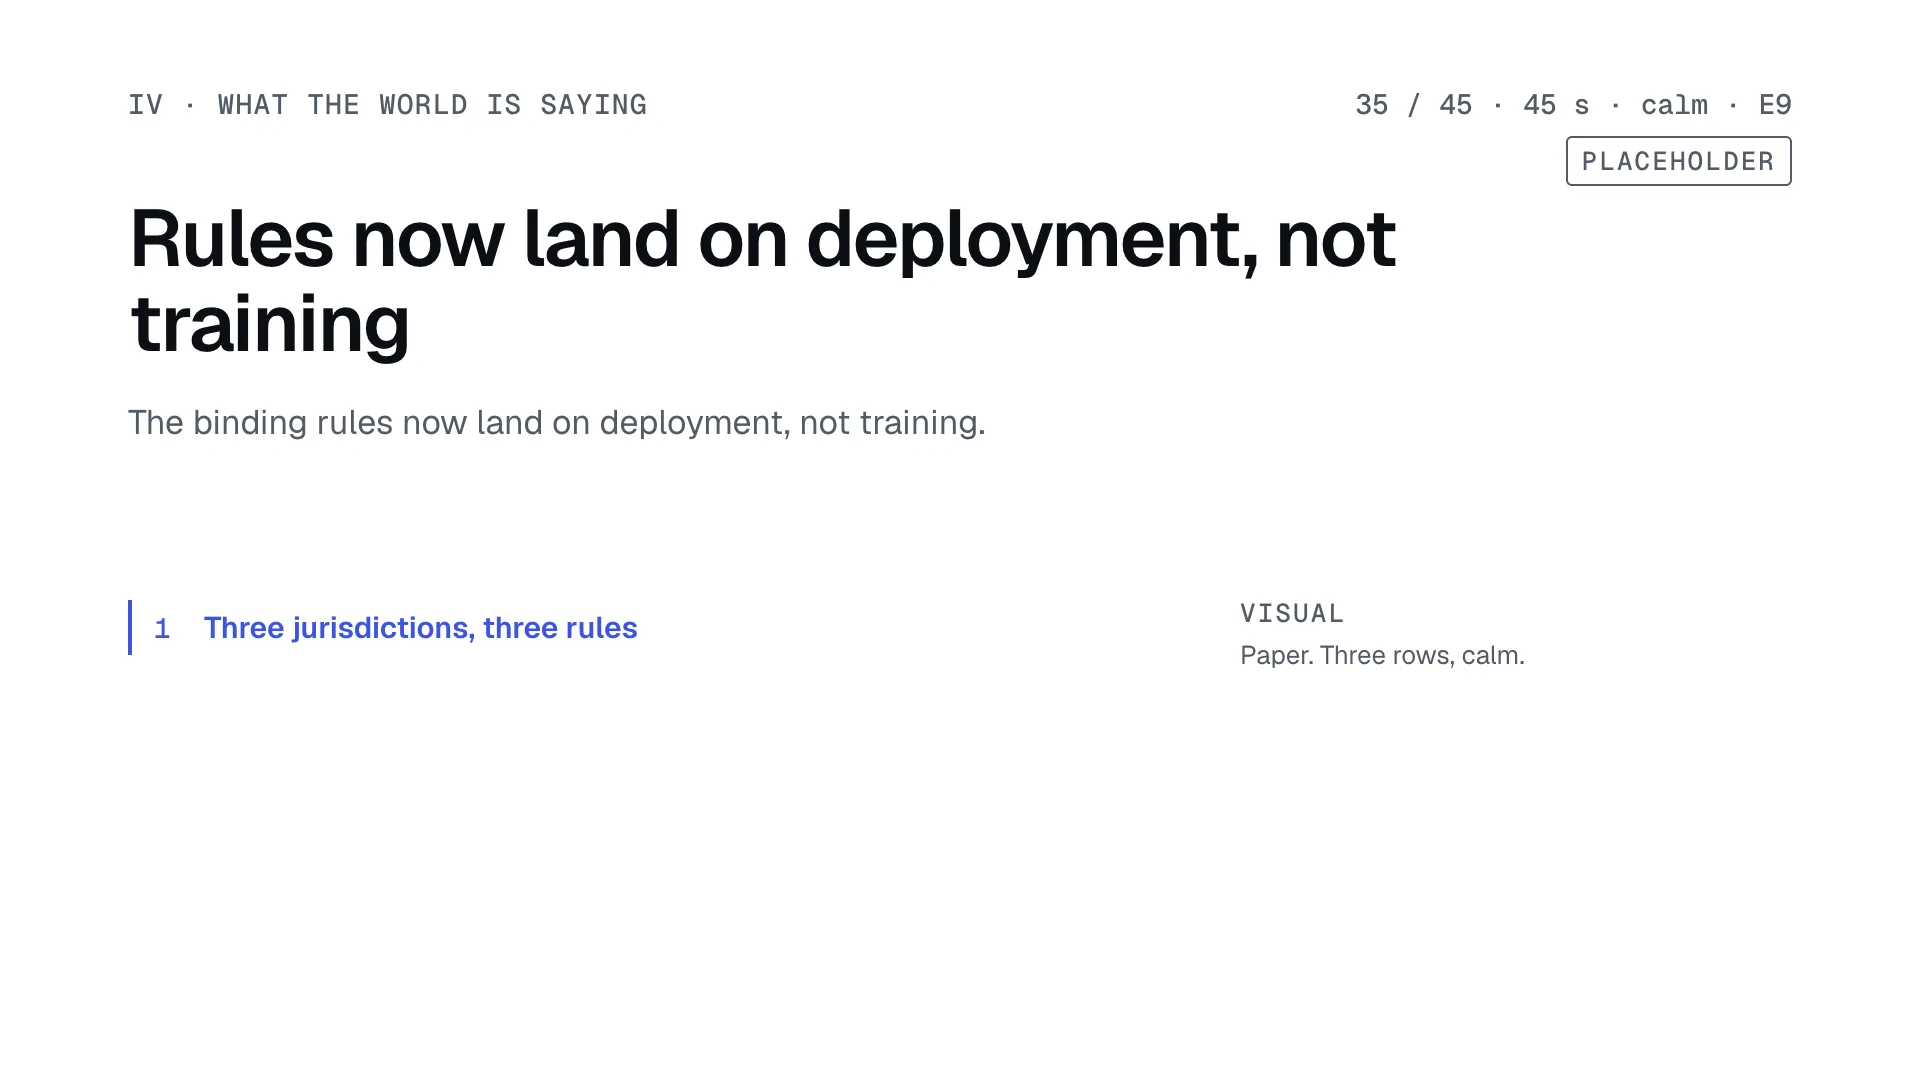 IV · WHAT THE WORLD IS SAYING
35 / 45 · 45 s · calm · E9
PLACEHOLDER
Rules now land on deployment, not
training
The binding rules now land on deployment, not training.
1 Three jurisdictions, three rules
VISUAL
Paper. Three rows, calm.